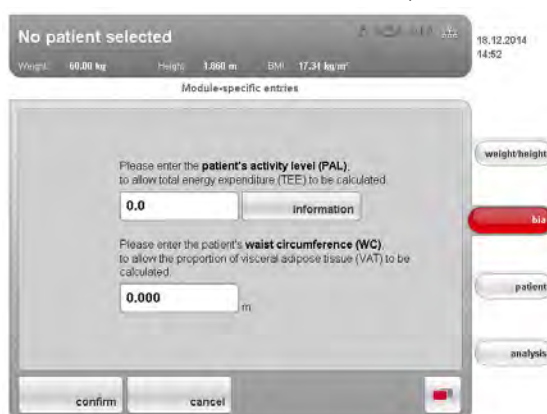 No patient selected
Weight: 60.00 kg Height: 1.860 m BMI: 17.34 kg/m²
18.12.2014
14:52
Module-specific entries
Please enter the patient's activity level (PAL),
to allow total energy expenditure (TEE) to be calculated.
0.0 information
Please enter the patient's waist circumference (WC),
to allow the proportion of visceral adipose tissue (VAT) to be
calculated.
0.000 m
weight/height
bia
patient
analysis
confirm cancel